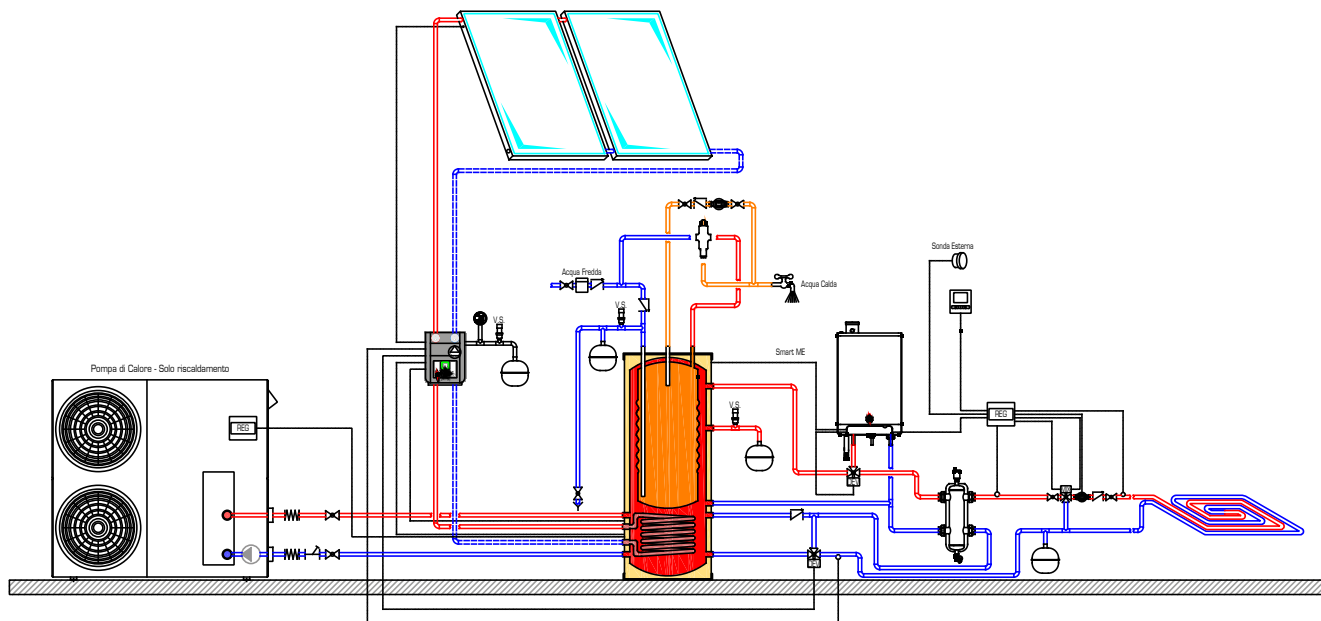 Sonda Esterna
Acqua Fredda
Acqua Calda
V.S.
V.S.
Smart ME
Pompa di Calore - Solo riscaldamento
V.S.
REG
REG